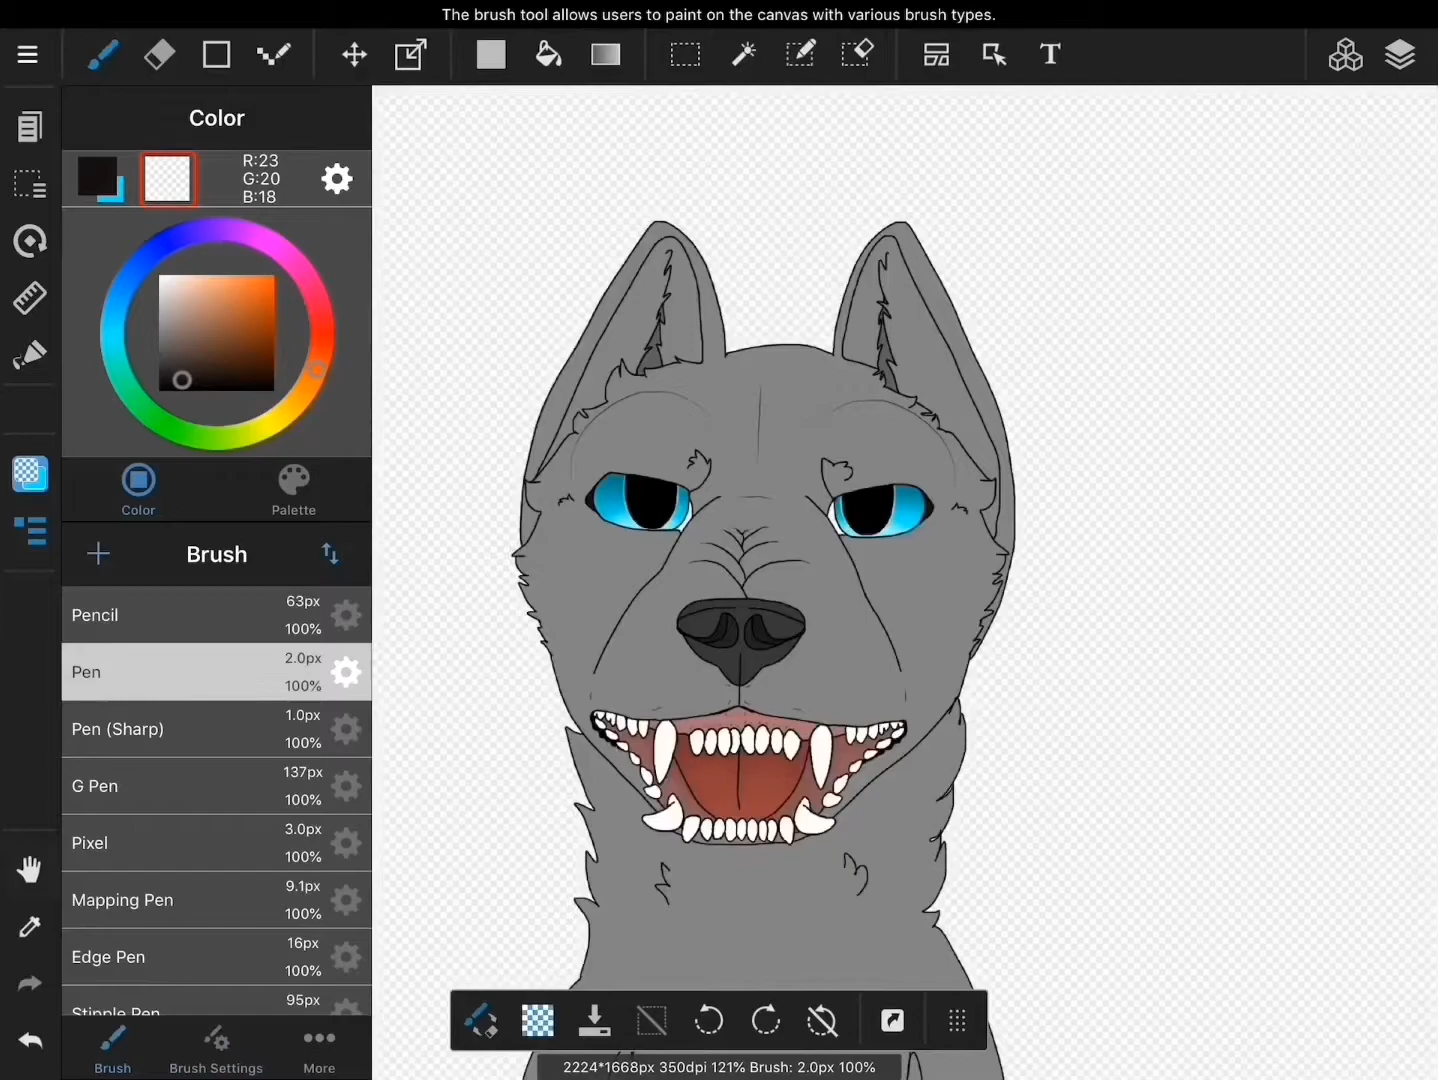 The brush tool allows users to paint on the canvas with various brush types.
T
Color
R:23
G:20
B:18
Color
Palette
Brush
Pencil
63px
100%
Pen
2.0px
100%
Pen (Sharp)
1.0px
100%
G Pen
137px
100%
Pixel
3.0px
100%
Mapping Pen
9.1px
100%
Edge Pen
16px
100%
Stipple Pen
95px
Brush
Brush Settings
More
2224*1668px 350dpi 121% Brush: 2.0px 100%